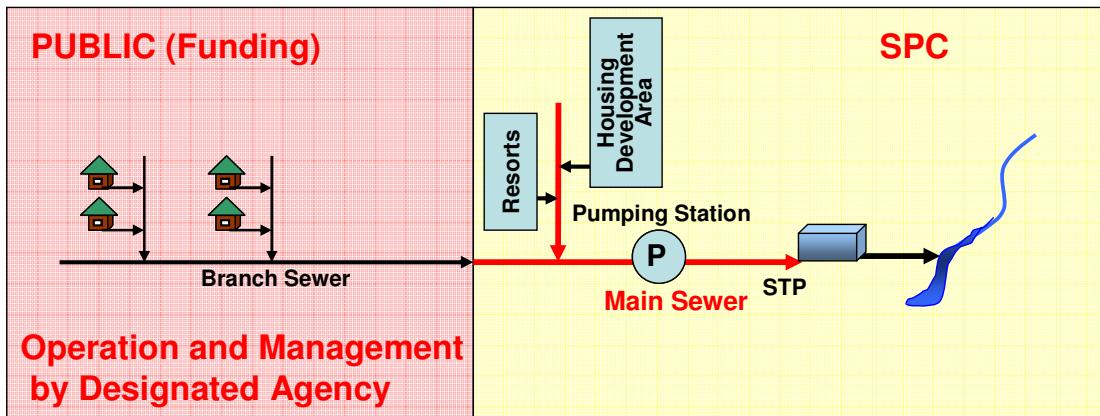 PUBLIC (Funding)
SPC
Housing
Development
Area
Resorts
Pumping Station
P
Branch Sewer
Main Sewer
STP
Operation and Management
by Designated Agency